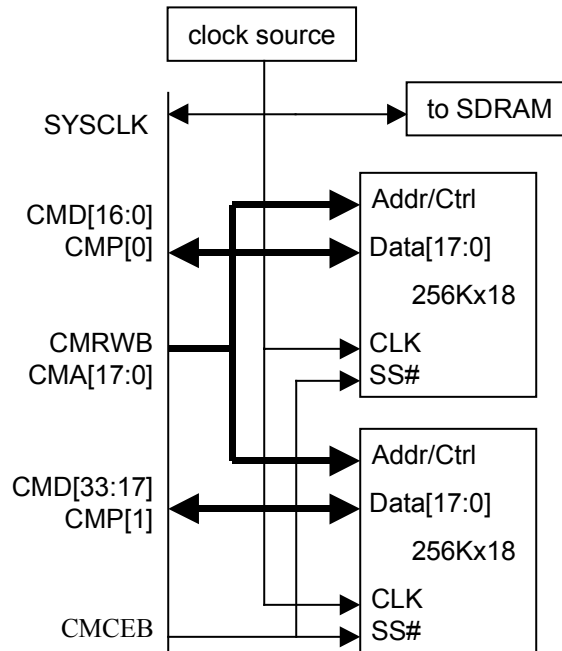 clock source
to SDRAM
SYSCLK
CMD[16:0]
CMP[0]
Addr/Ctrl
Data[17:0]
256Kx18
CMRWB
CMA[17:0]
CLK
SS#
CMD[33:17]
CMP[1]
Addr/Ctrl
Data[17:0]
256Kx18
CLK
CMCEB
SS#